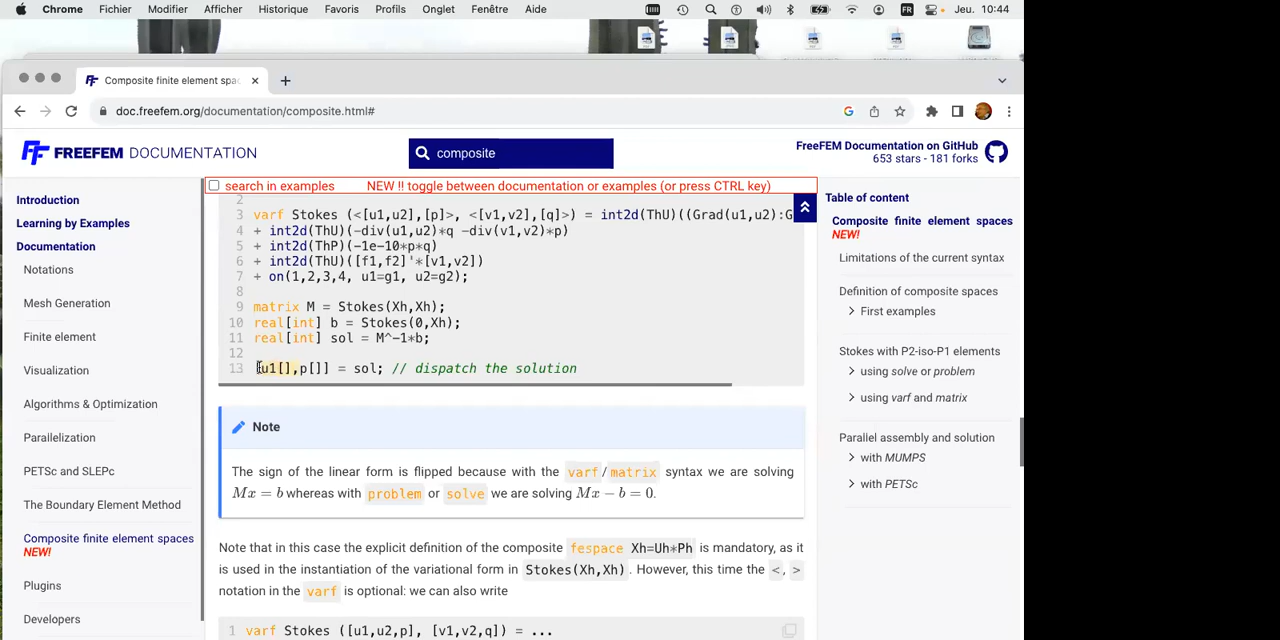 Chrome Fichier Modifier Afficher Historique Favoris Profils Onglet Fenêtre Aide FR Jeu. 10:44
Composite finite element spac
doc.freefem.org/documentation/composite.html#
FREEFEM DOCUMENTATION
composite
FreeFEM Documentation on GitHub
653 stars - 181 forks
search in examples NEW !! toggle between documentation or examples (or press CTRL key)
Introduction
Learning by Examples
Documentation
Notations
Mesh Generation
Finite element
Visualization
Algorithms & Optimization
Parallelization
PETSc and SLEPc
The Boundary Element Method
Composite finite element spaces
NEW!
Plugins
Developers
2
3 varf Stokes (<[u1,u2],[p]>, <[v1,v2],[q]>) = int2d(ThU)((Grad(u1,u2):G
4 + int2d(ThU)(-div(u1,u2)*q -div(v1,v2)*p)
5 + int2d(ThP)(-1e-10*p*q)
6 + int2d(ThU)([f1,f2]'*[v1,v2])
7 + on(1,2,3,4, u1=g1, u2=g2);
8
9 matrix M = Stokes(Xh,Xh);
10 real[int] b = Stokes(0,Xh);
11 real[int] sol = M^-1*b;
12
13 [u1[],p[]] = sol; // dispatch the solution
Note
The sign of the linear form is flipped because with the varf/matrix syntax we are solving
Mx = b whereas with problem or solve we are solving Mx − b = 0.
Note that in this case the explicit definition of the composite fespace Xh=Uh*Ph is mandatory, as it
is used in the instantiation of the variational form in Stokes(Xh,Xh). However, this time the <, >
notation in the varf is optional: we can also write
1 varf Stokes ([u1,u2,p], [v1,v2,q]) = ...
Table of content
Composite finite element spaces
NEW!
Limitations of the current syntax
Definition of composite spaces
First examples
Stokes with P2-iso-P1 elements
using solve or problem
using varf and matrix
Parallel assembly and solution
with MUMPS
with PETSc